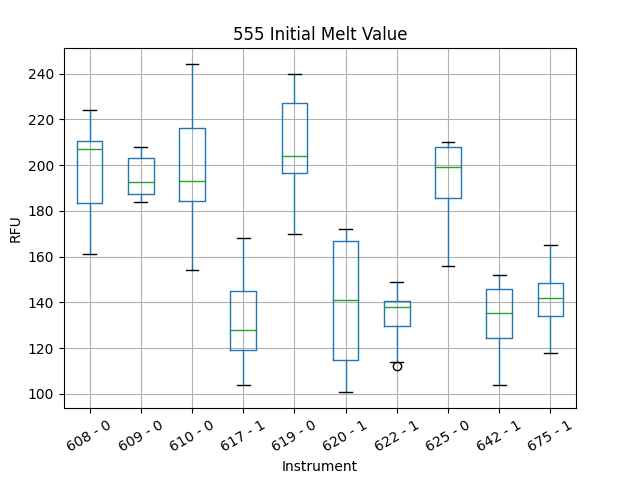 555 Initial Melt Value
240
220
200
180
160
140
120
100
RFU
608 - 0
609 - 0
610 - 0
617 - 1
619 - 0
620 - 1
622 - 1
625 - 0
642 - 1
675 - 1
Instrument